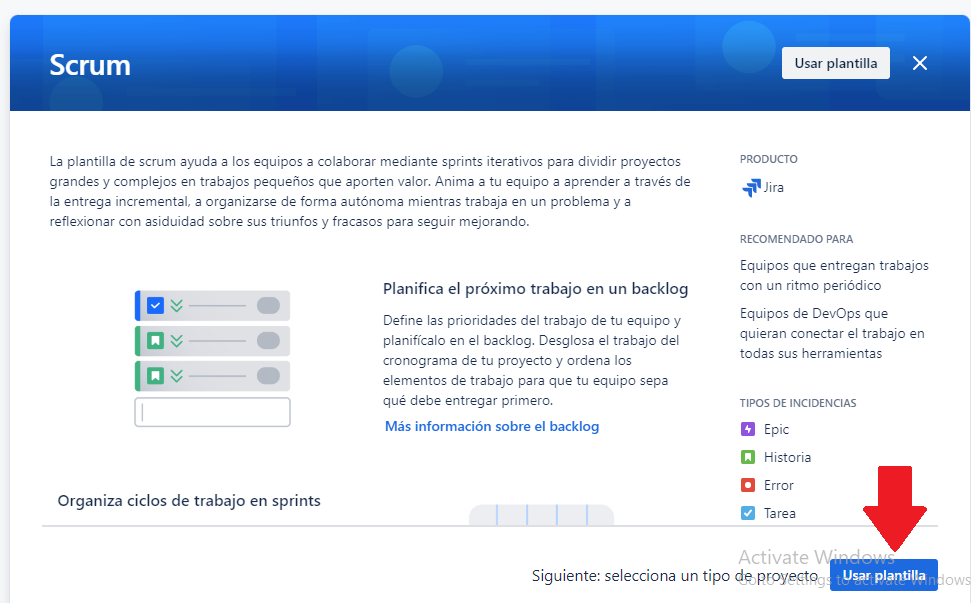 Scrum
Usar plantilla
La plantilla de scrum ayuda a los equipos a colaborar mediante sprints iterativos para dividir proyectos
grandes y complejos en trabajos pequeños que aporten valor. Anima a tu equipo a aprender a través de
la entrega incremental, a organizarse de forma autónoma mientras trabaja en un problema y a
reflexionar con asiduidad sobre sus triunfos y fracasos para seguir mejorando.
Planifica el próximo trabajo en un backlog
Define las prioridades del trabajo de tu equipo y
planifícalo en el backlog. Desglosa el trabajo del
cronograma de tu proyecto y ordena los
elementos de trabajo para que tu equipo sepa
qué debe entregar primero.
Más información sobre el backlog
Organiza ciclos de trabajo en sprints
PRODUCTO
Jira
RECOMENDADO PARA
Equipos que entregan trabajos
con un ritmo periódico
Equipos de DevOps que
quieran conectar el trabajo en
todas sus herramientas
TIPOS DE INCIDENCIAS
Epic
Historia
Error
Tarea
Activate Windows
Go to Settings to activate Windows
Siguiente: selecciona un tipo de proyecto
Usar plantilla